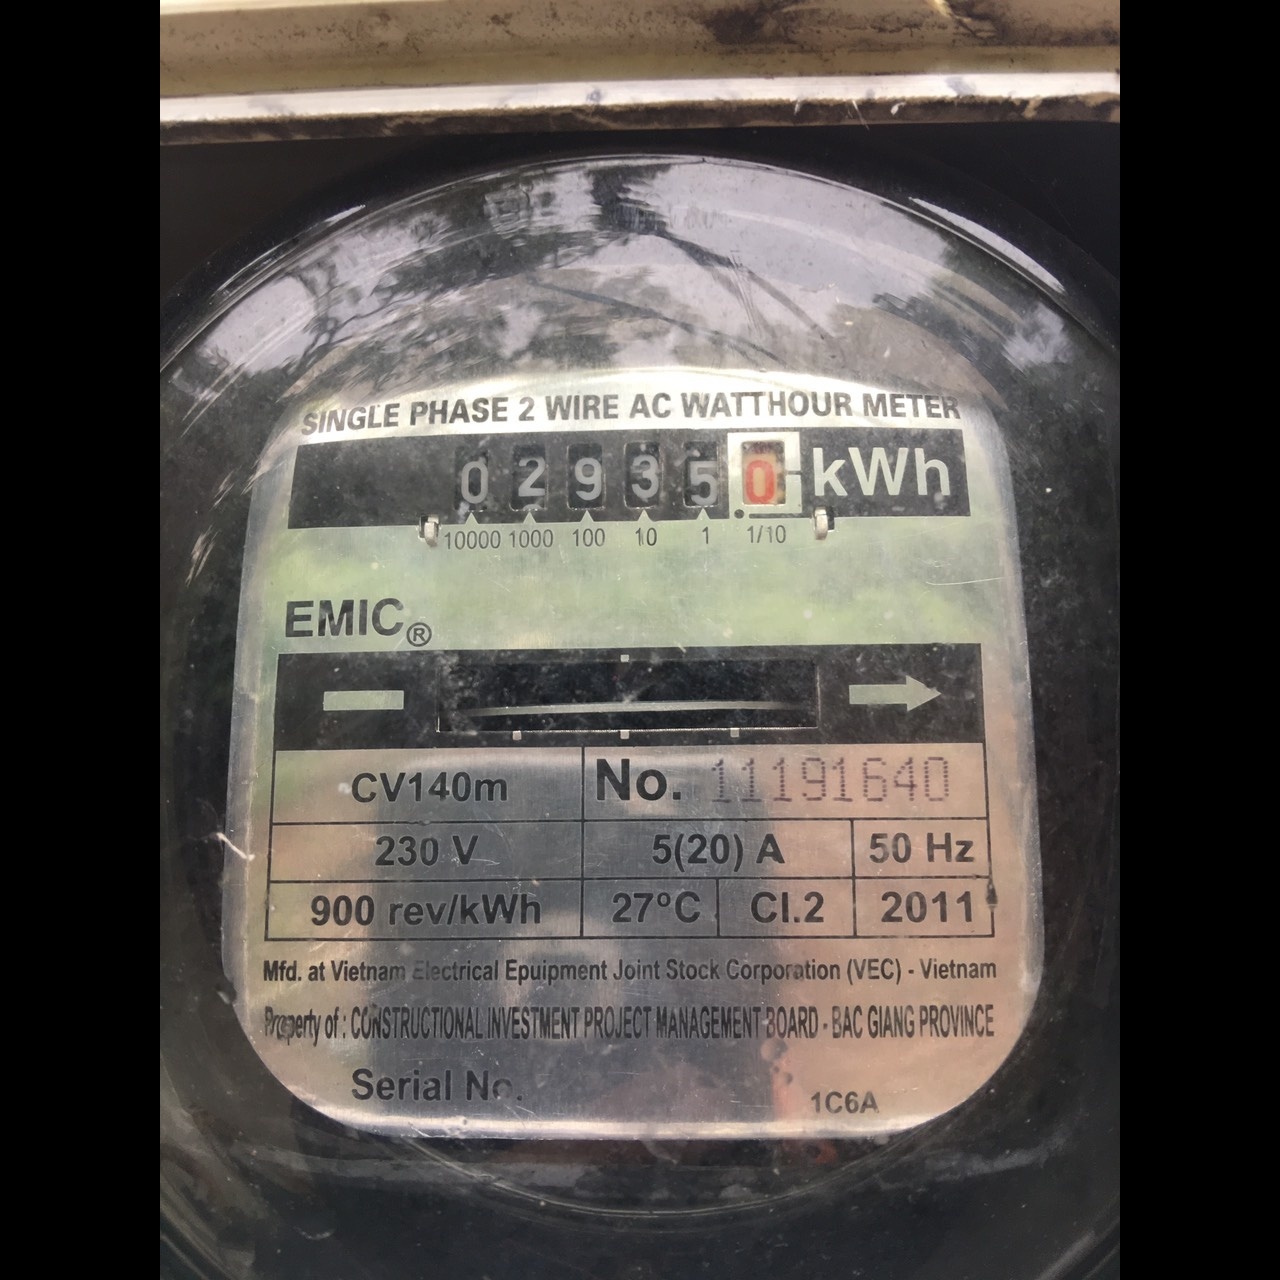 SINGLE PHASE 2 WIRE AC WATTHOUR METER
0 2 9 3 5 0 kWh
10000 1000 100 10 1 1/10
EMIC®
CV140m No. 11191640
230 V 5(20) A 50 Hz
900 rev/kWh 27°C Cl.2 2011
Mfd. at Vietnam Electrical Epuipment Joint Stock Corporation (VEC) - Vietnam
Property of : CONSTRUCTIONAL INVESTMENT PROJECT MANAGEMENT BOARD - BAC GIANG PROVINCE
Serial No.
1C6A